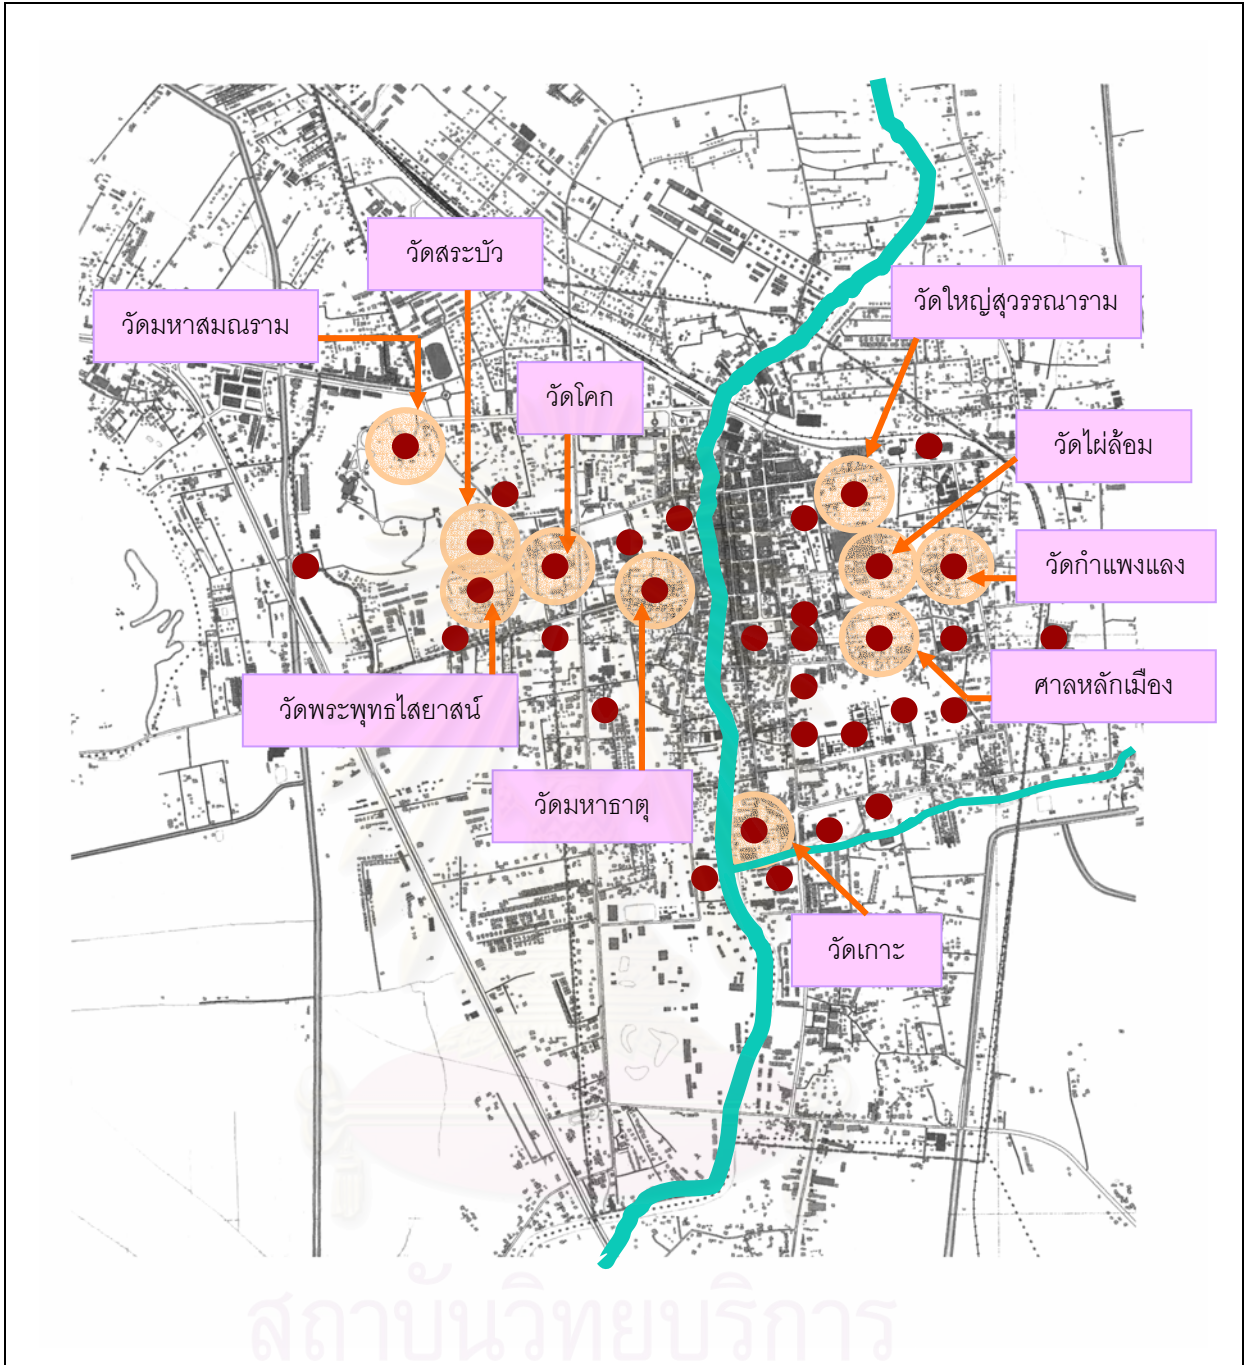 วัดสระบัว
วัดใหญ่สุวรรณาราม
วัดมหาสมณราม
วัดโคก
วัดไผ่ล้อม
วัดกำแพงแลง
ศาลหลักเมือง
วัดพระพุทธไสยาสน์
วัดมหาธาตุ
วัดเกาะ
สถาบันวิทยบริการ